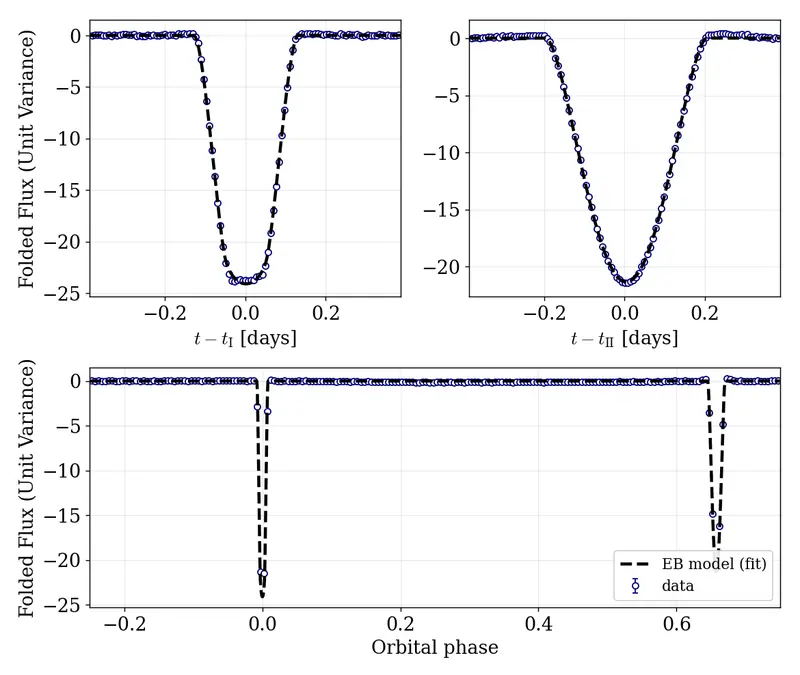 Folded Flux (Unit Variance)
0
−5
−10
−15
−20
−25
−0.2 0.0 0.2
t − tI [days]
0
−5
−10
−15
−20
−0.2 0.0 0.2
t − tII [days]
Folded Flux (Unit Variance)
0
−5
−10
−15
−20
−25
−0.2 0.0 0.2 0.4 0.6
Orbital phase
EB model (fit)
data